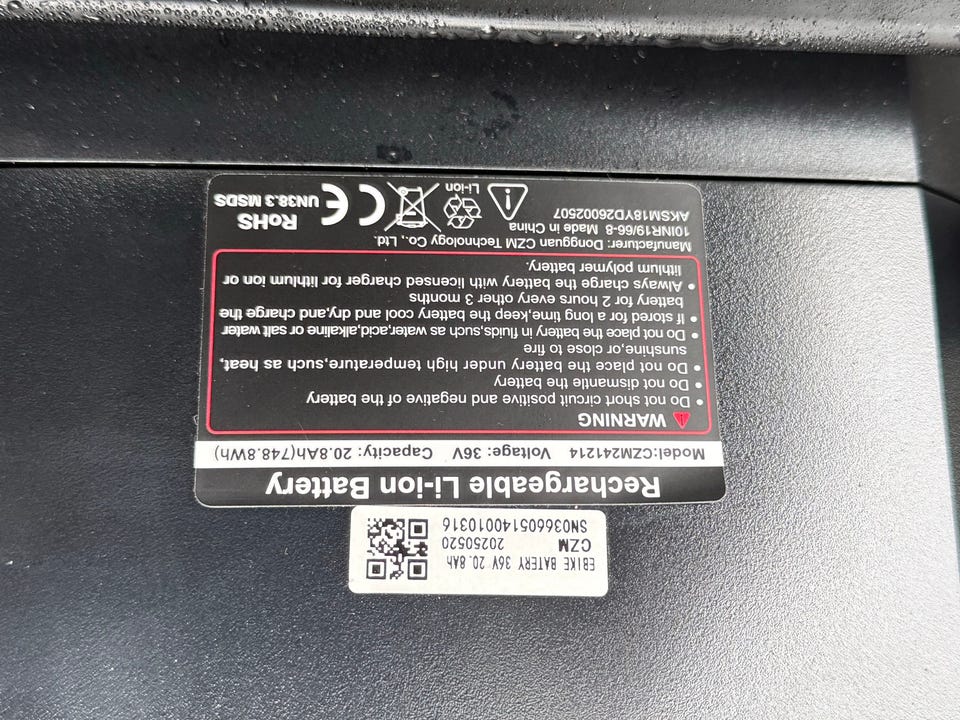 EBIKE BATERY 36V 20.8Ah
CZM 20250520
SN0366051400010316
Rechargeable Li-ion Battery
Model:CZM241214 Voltage: 36V Capacity: 20.8Ah(748.8Wh)
WARNING
• Do not short circuit positive and negative of the battery
• Do not dismantle the battery
• Do not place the battery under high temperature,such,as heat,
sunshine,or close to fire
• Do not place the battery in fluids,such as,water,acid,alkaline or salt water
• If stored for a long time,keep,the battery cool and dry,and,charge the
battery for 2 hours every other 3 months
• Always charge the battery with licensed charger for lithium ion or
lithium polymer battery.
Manufacturer: Dongguan CZM Technology Co., Ltd.
10INR19/66-8 Made in China
AKSM18YD26002507
Li-ion
CE
RoHS
UN38.3 MSDS